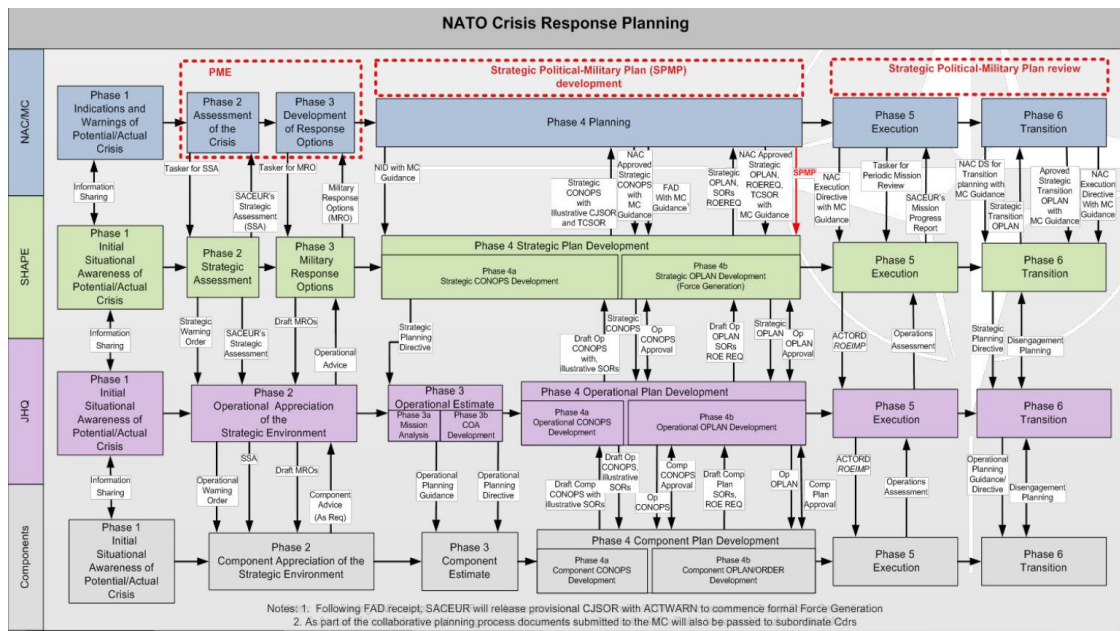 NATO Crisis Response Planning
NAC/MC
PME
Strategic Political-Military Plan (SPMP)
development
Strategic Political-Military Plan review
Phase 1
Indications and
Warnings of
Potential/Actual
Crisis
Phase 2
Assessment
of the
Crisis
Phase 3
Development
of Response
Options
Phase 4 Planning
Phase 5
Execution
Phase 6
Transition
Information
Sharing
Tasker for SSA
SACEUR's
Strategic
Assessment
(SSA)
Tasker for MRO
Military
Response
Options
(MRO)
NID with MC
Guidance
Strategic
CONOPS
with
Illustrative CJSOR
and TCSOR
NAC
Approved
Strategic
CONOPS
with
MC
Guidance
FAD
With MC
Guidance¹
Strategic
OPLAN,
SORs
ROEREQ
NAC Approved
Strategic
OPLAN,
ROEREQ,
TCSOR
with
MC Guidance
SPMP
NAC
Execution
Directive
with MC
Guidance
Tasker for
Periodic Mission
Review
SACEUR's
Mission
Progress
Report
NAC DS for
Transition
planning with
MC Guidance
Strategic
Transition
OPLAN
Aproved
Strategic
Transition
OPLAN
with
MC Guidance
NAC
Execution
Directive
With MC
Guidance
SHAPE
Phase 1
Initial
Situational
Awareness of
Potential/Actual
Crisis
Phase 2
Strategic
Assessment
Phase 3
Military
Response
Options
Phase 4 Strategic Plan Development
Phase 4a
Strategic CONOPS Development
Phase 4b
Strategic OPLAN Development
(Force Generation)
Phase 5
Execution
Phase 6
Transition
Information
Sharing
Strategic
Warning
Order
SACEUR's
Strategic
Assessment
Draft MROs
Operational
Advice
Strategic
Planning
Directive
Draft Op
CONOPS
with,
illustrative SORs
Strategic
CONOPS
Op
CONOPS
Approval
Draft Op
OPLAN
SORs
ROE REQ
Strategic
OPLAN
Op
OPLAN
Approval
ACTORD
ROEIMP
Operations
Assessment
Strategic
Planning
Directive
Disengagement
Planning
JHQ
Phase 1
Initial
Situational
Awareness of
Potential/Actual
Crisis
Phase 2
Operational Appreciation
of the
Strategic Environment
Phase 3
Operational Estimate
Phase 3a
Mission
Analysis
Phase 3b
COA
Development
Phase 4 Operational Plan Development
Phase 4a
Operational CONOPS
Development
Phase 4b
Operational OPLAN Development
Phase 5
Execution
Phase 6
Transition
Information
Sharing
Operational
Warning
Order
SSA
Draft MROs
Component
Advice
(As Req)
Operational
Planning
Guidance
Operational
Planning
Directive
Draft Comp
CONOPS with
illustrative SORs
Draft Op
CONOPS,
illustrative
SORs
Op
CONOPS
Comp
CONOPS
Approval
Draft Comp
Plan
SORs,
ROE REQ
Op
OPLAN
Comp
Plan
Approval
ACTORD
ROEIMP
Operations
Assessment
Operational
Planning
Guidance/
Directive
Disengagement
Planning
Components
Phase 1
Initial
Situational
Awareness of
Potential/Actual
Crisis
Phase 2
Component Appreciation of the
Strategic Environment
Phase 3
Component
Estimate
Phase 4 Component Plan Development
Phase 4a
Component CONOPS
Development
Phase 4b
Component OPLAN/ORDER
Development
Phase 5
Execution
Phase 6
Transition
Notes: 1. Following FAD receipt, SACEUR will release provisional CJSOR with ACTWARN to commence formal Force Generation
2. As part of the collaborative planning process documents submitted to the MC will also be passed to subordinate Cdrs